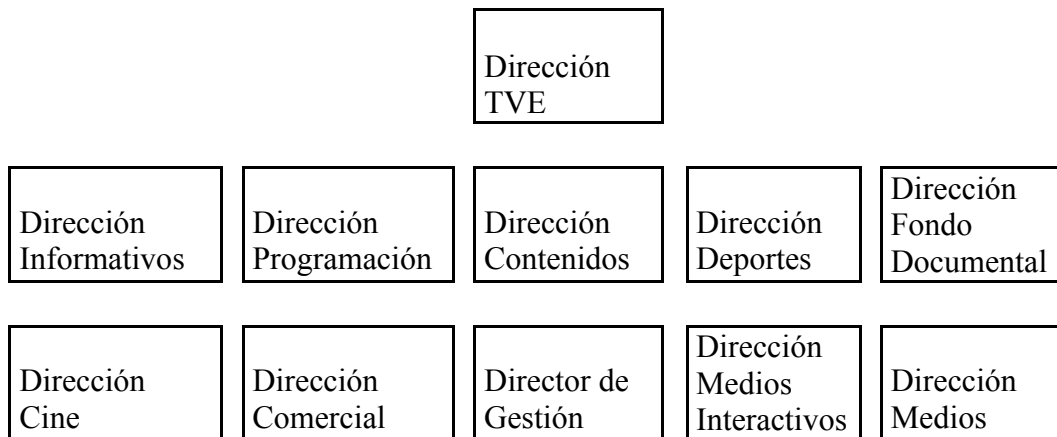 Dirección
TVE
Dirección
Informativos
Dirección
Programación
Dirección
Contenidos
Dirección
Deportes
Dirección
Fondo
Documental
Dirección
Cine
Dirección
Comercial
Director de
Gestión
Dirección
Medios
Interactivos
Dirección
Medios